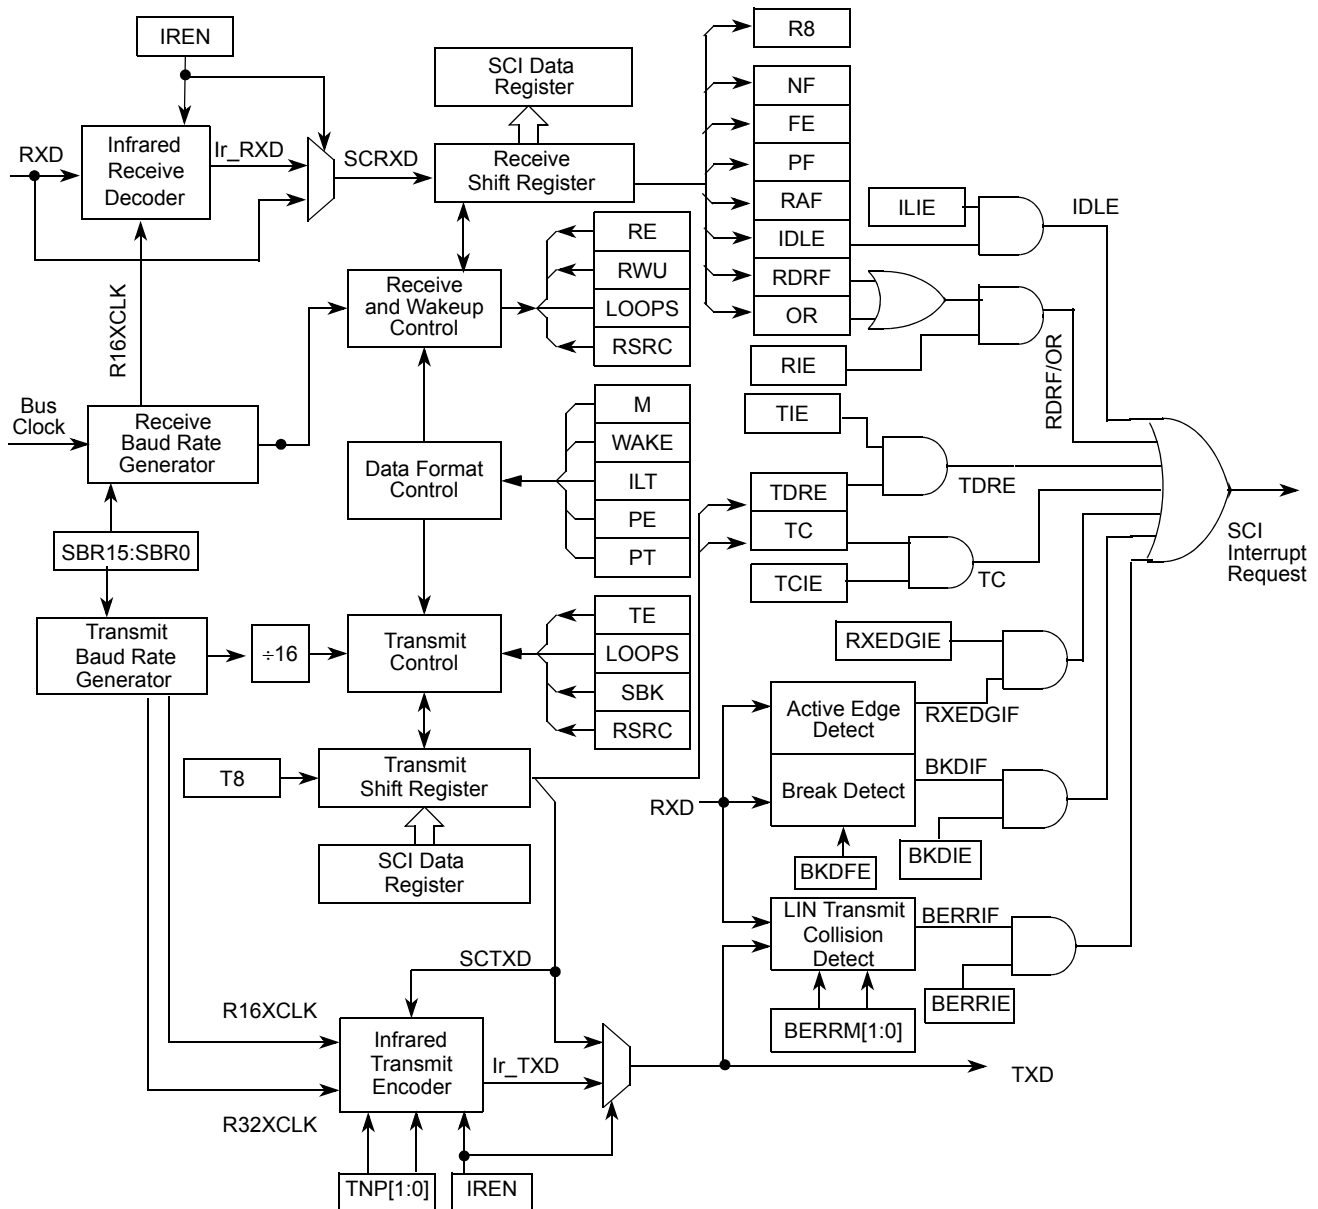 IREN
R8
SCI Data
Register
NF
FE
PF
RAF
IDLE
RDRF
OR
RXD
Infrared
Receive
Decoder
Ir_RXD
SCRXD
Receive
Shift Register
ILIE
IDLE
RE
RWU
LOOPS
RSRC
Receive
and Wakeup
Control
R16XCLK
RIE
RDRF/OR
Bus
Clock
Receive
Baud Rate
Generator
M
WAKE
ILT
PE
PT
Data Format
Control
TIE
TDRE
TC
TDRE
TCIE
TC
SCI
Interrupt
Request
SBR15:SBR0
Transmit
Baud Rate
Generator
÷16
Transmit
Control
TE
LOOPS
SBK
RSRC
RXEDGIE
Active Edge
Detect
RXEDGIF
T8
Transmit
Shift Register
RXD
Break Detect
BKDIF
BKDIE
BKDFE
SCI Data
Register
LIN Transmit
Collision
Detect
BERRIF
BERRIE
BERRM[1:0]
SCTXD
R16XCLK
Infrared
Transmit
Encoder
Ir_TXD
TXD
R32XCLK
TNP[1:0]
IREN